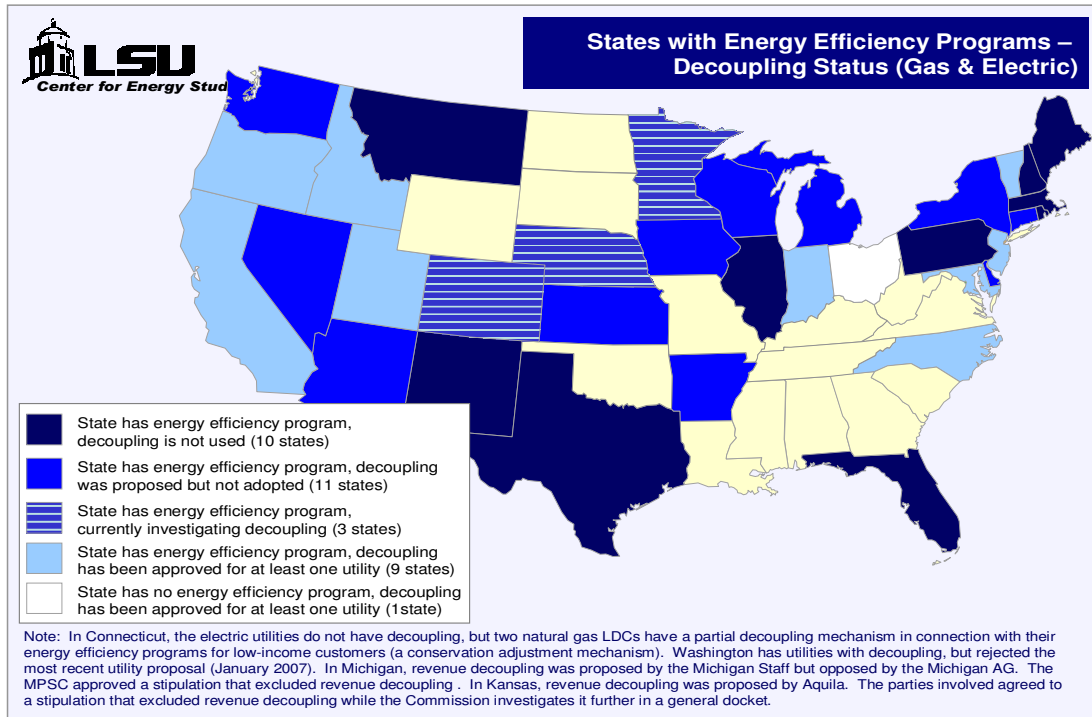 LSU
Center for Energy Stud
States with Energy Efficiency Programs –
Decoupling Status (Gas & Electric)
State has energy efficiency program,
decoupling is not used (10 states)
State has energy efficiency program, decoupling
was proposed but not adopted (11 states)
State has energy efficiency program,
currently investigating decoupling (3 states)
State has energy efficiency program, decoupling
has been approved for at least one utility (9 states)
State has no energy efficiency program, decoupling
has been approved for at least one utility (1state)
Note: In Connecticut, the electric utilities do not have decoupling, but two natural gas LDCs have a partial decoupling mechanism in connection with their
energy efficiency programs for low-income customers (a conservation adjustment mechanism). Washington has utilities with decoupling, but rejected the
most recent utility proposal (January 2007). In Michigan, revenue decoupling was proposed by the Michigan Staff but opposed by the Michigan AG. The
MPSC approved a stipulation that excluded revenue decoupling . In Kansas, revenue decoupling was proposed by Aquila. The parties involved agreed to
a stipulation that excluded revenue decoupling while the Commission investigates it further in a general docket.